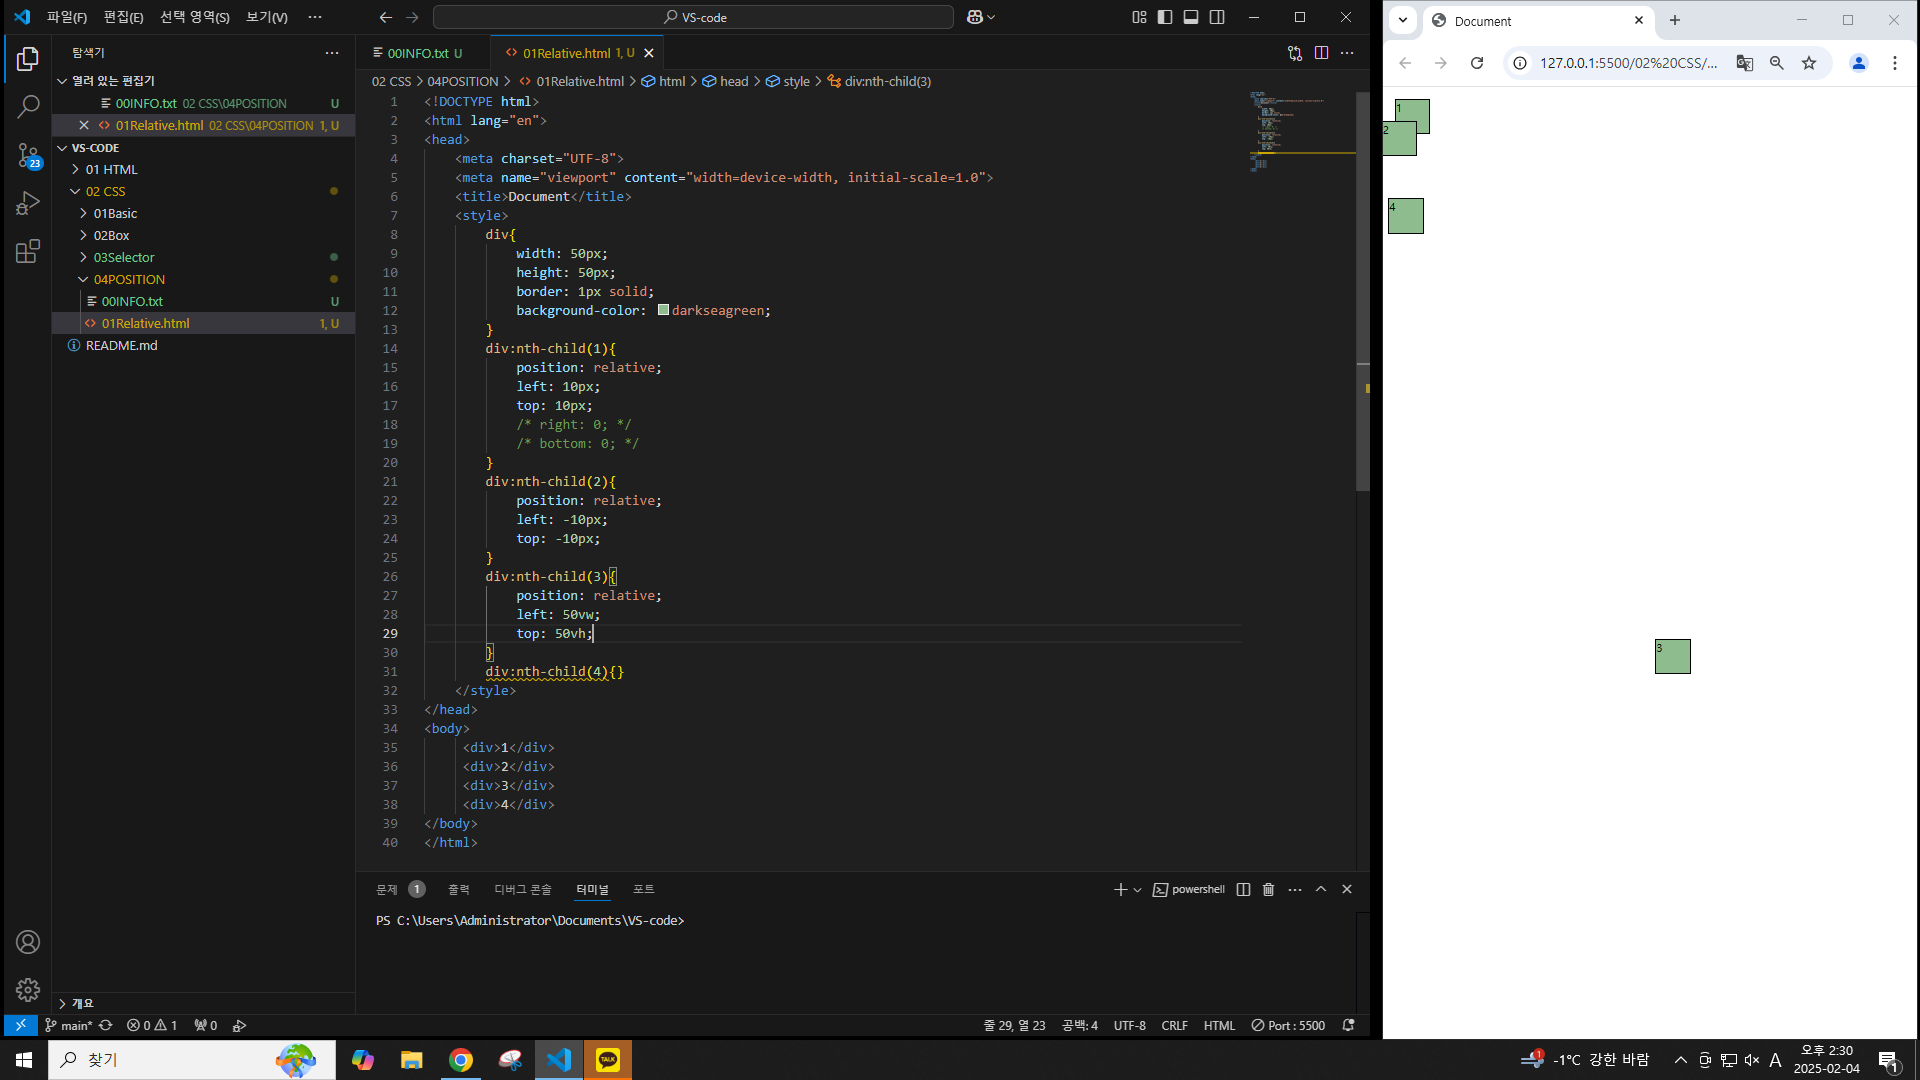 파일(F) 편집(E) 선택 영역(S) 보기(V) ···
VS-code
탐색기
열려 있는 편집기
00INFO.txt 02 CSS\04POSITION U
01Relative.html 02 CSS\04POSITION 1, U
VS-CODE
01 HTML
02 CSS
01Basic
02Box
03Selector
04POSITION
00INFO.txt U
01Relative.html 1, U
README.md
23
개요
00INFO.txt U
01Relative.html 1, U
02 CSS > 04POSITION > 01Relative.html > html > head > style > div:nth-child(3)
1 <!DOCTYPE html>
2 <html lang="en">
3 <head>
4 <meta charset="UTF-8">
5 <meta name="viewport" content="width=device-width, initial-scale=1.0">
6 <title>Document</title>
7 <style>
8 div{
9 width: 50px;
10 height: 50px;
11 border: 1px solid;
12 background-color: darkseagreen;
13 }
14 div:nth-child(1){
15 position: relative;
16 left: 10px;
17 top: 10px;
18 /* right: 0; */
19 /* bottom: 0; */
20 }
21 div:nth-child(2){
22 position: relative;
23 left: -10px;
24 top: -10px;
25 }
26 div:nth-child(3){
27 position: relative;
28 left: 50vw;
29 top: 50vh;
30 }
31 div:nth-child(4){}
32 </style>
33 </head>
34 <body>
35 <div>1</div>
36 <div>2</div>
37 <div>3</div>
38 <div>4</div>
39 </body>
40 </html>
문제 1 출력 디버그 콘솔 터미널 포트
powershell
PS C:\Users\Administrator\Documents\VS-code>
main* 0 1 0
줄 29, 열 23 공백: 4 UTF-8 CRLF HTML Port : 5500
Document
127.0.0.1:5500/02%20CSS/...
1
2
4
3
찾기
TALK
1
-1°C 강한 바람
A
오후 2:30
2025-02-04
1